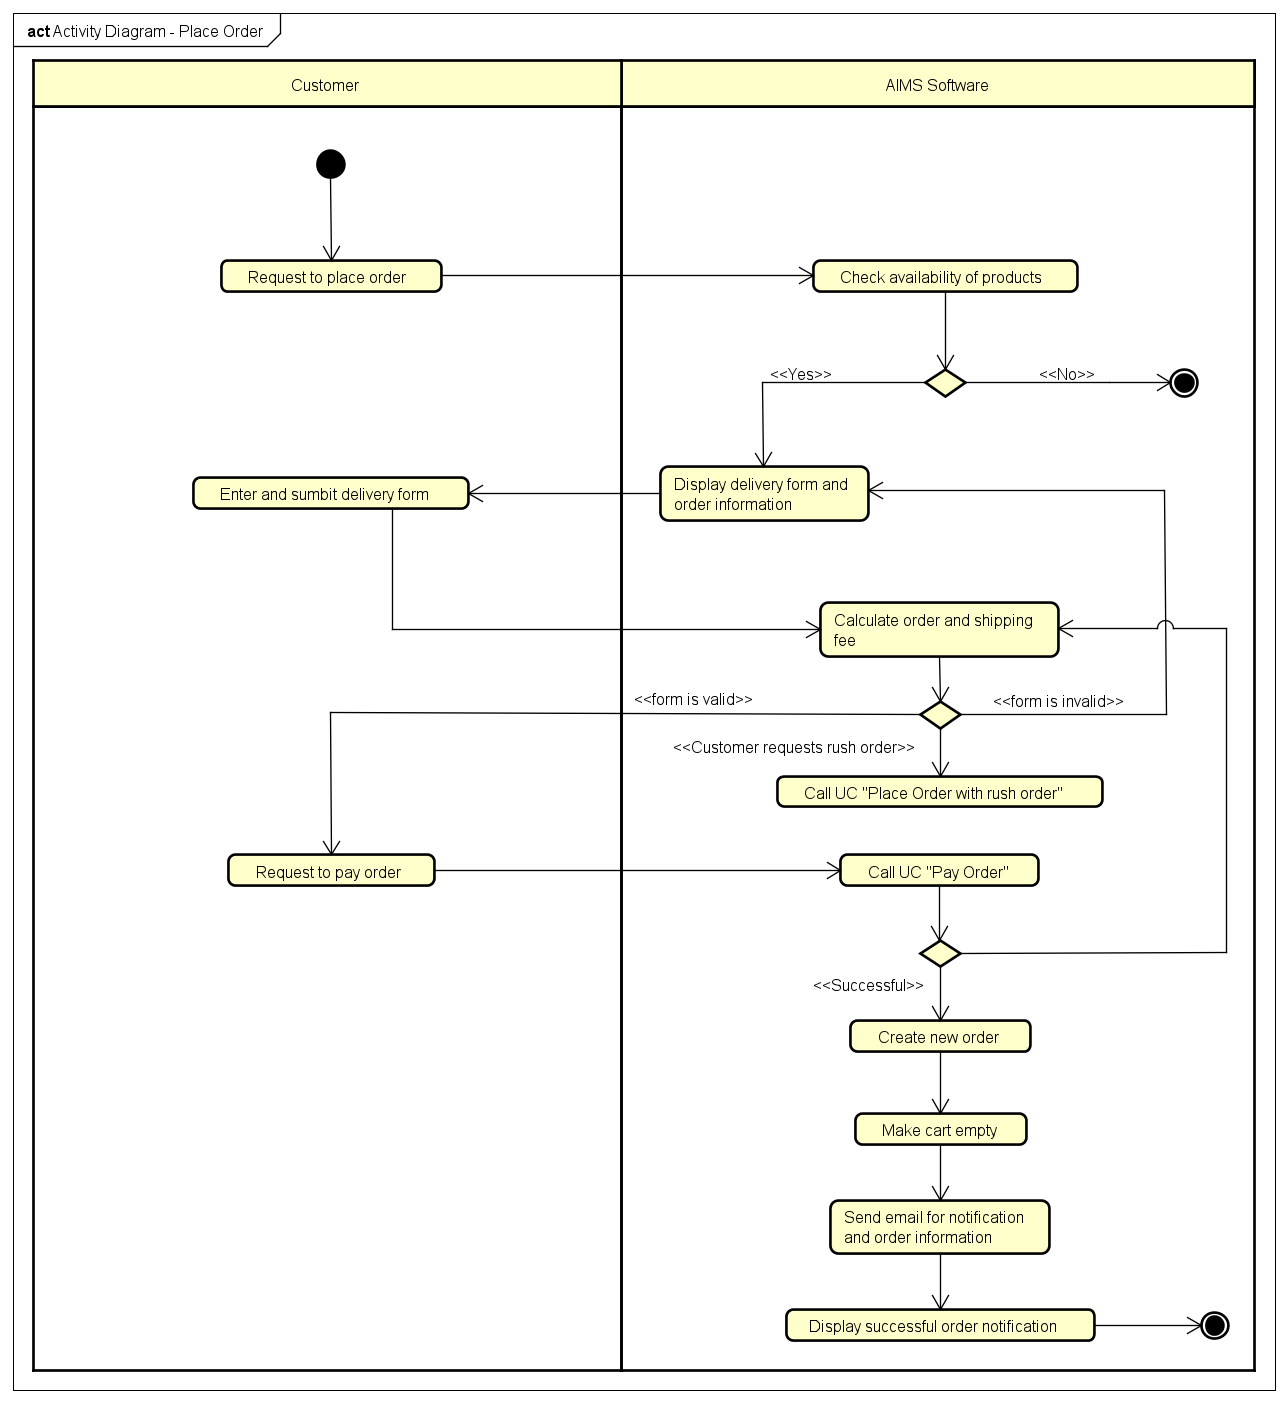 act Activity Diagram - Place Order
Customer
AIMS Software
Request to place order
Check availability of products
<<Yes>>
<<No>>
Enter and sumbit delivery form
Display delivery form and
order information
Calculate order and shipping
fee
<<form is valid>>
<<form is invalid>>
<<Customer requests rush order>>
Call UC "Place Order with rush order"
Request to pay order
Call UC "Pay Order"
<<Successful>>
Create new order
Make cart empty
Send email for notification
and order information
Display successful order notification